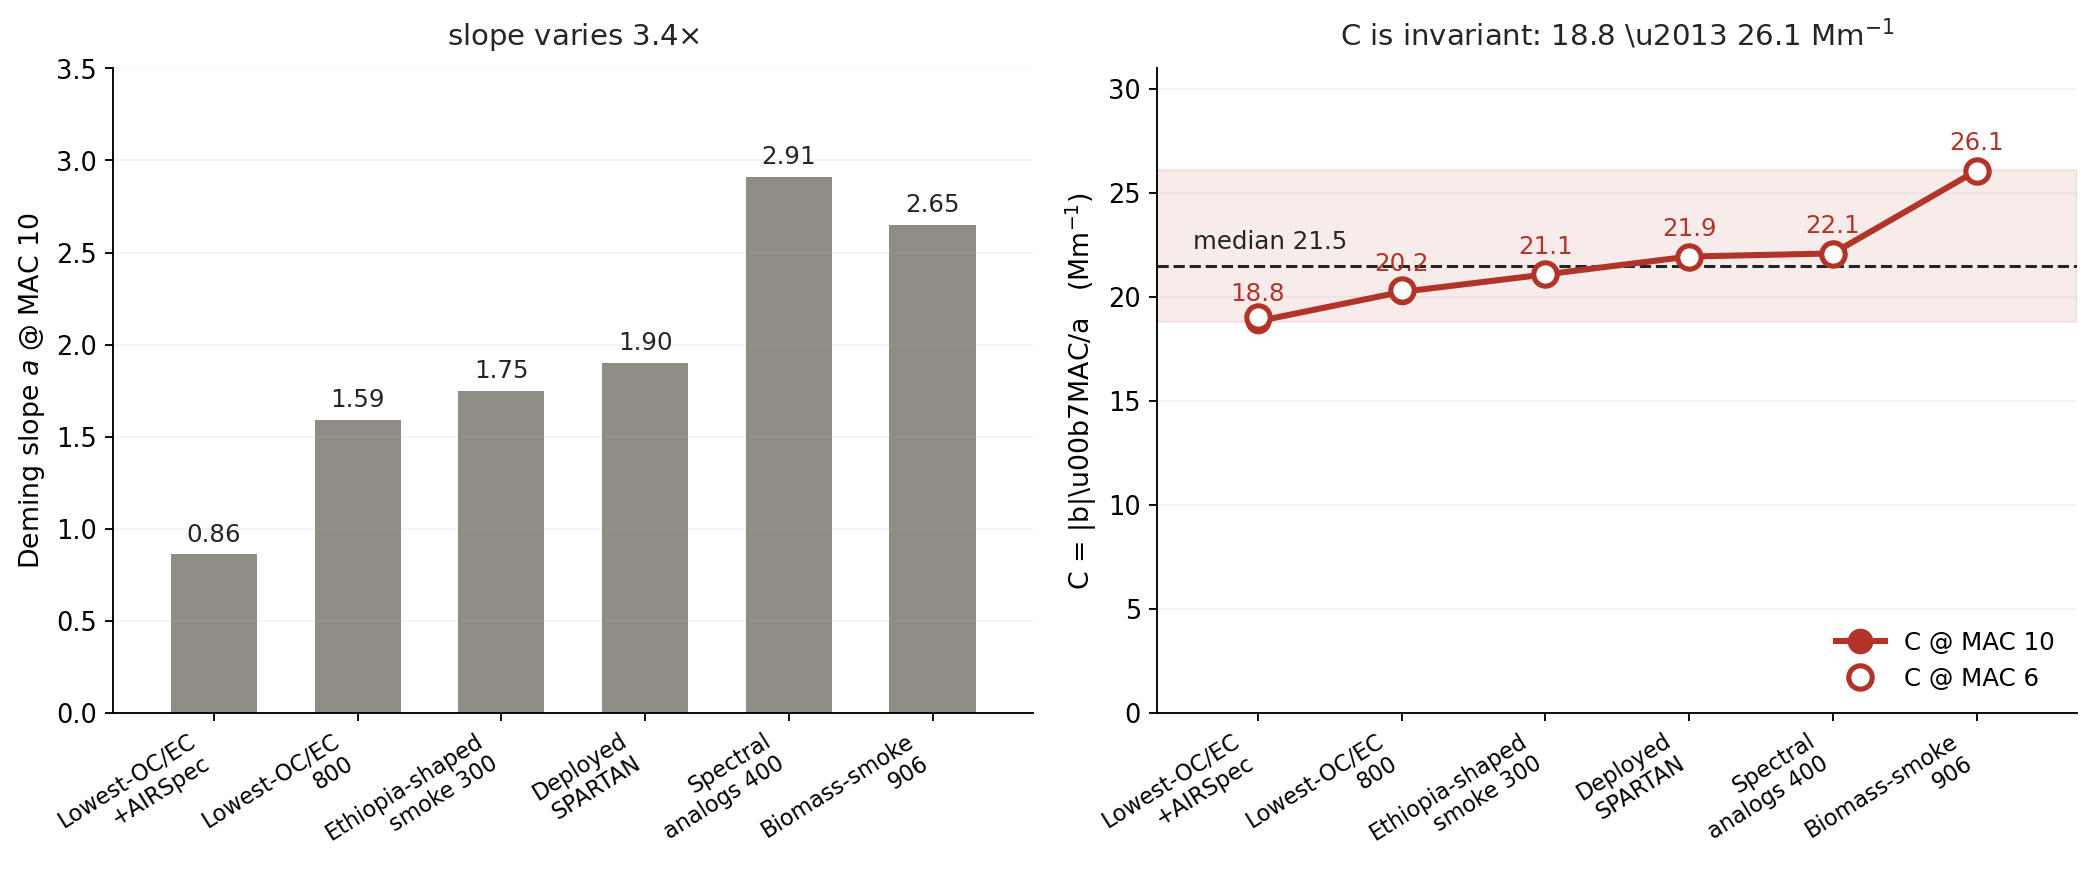 slope varies 3.4×
Deming slope a @ MAC 10
3.5
3.0
2.5
2.0
1.5
1.0
0.5
0.0
0.86
1.59
1.75
1.90
2.91
2.65
Lowest-OC/EC
+AIRSpec
Lowest-OC/EC
800
Ethiopia-shaped
smoke 300
Deployed
SPARTAN
Spectral
analogs 400
Biomass-smoke
906
C is invariant: 18.8 \u2013 26.1 Mm⁻¹
C = |b|\u00b7MAC/a (Mm⁻¹)
30
25
20
15
10
5
0
median 21.5
18.8
20.2
21.1
21.9
22.1
26.1
C @ MAC 10
C @ MAC 6
Lowest-OC/EC
+AIRSpec
Lowest-OC/EC
800
Ethiopia-shaped
smoke 300
Deployed
SPARTAN
Spectral
analogs 400
Biomass-smoke
906